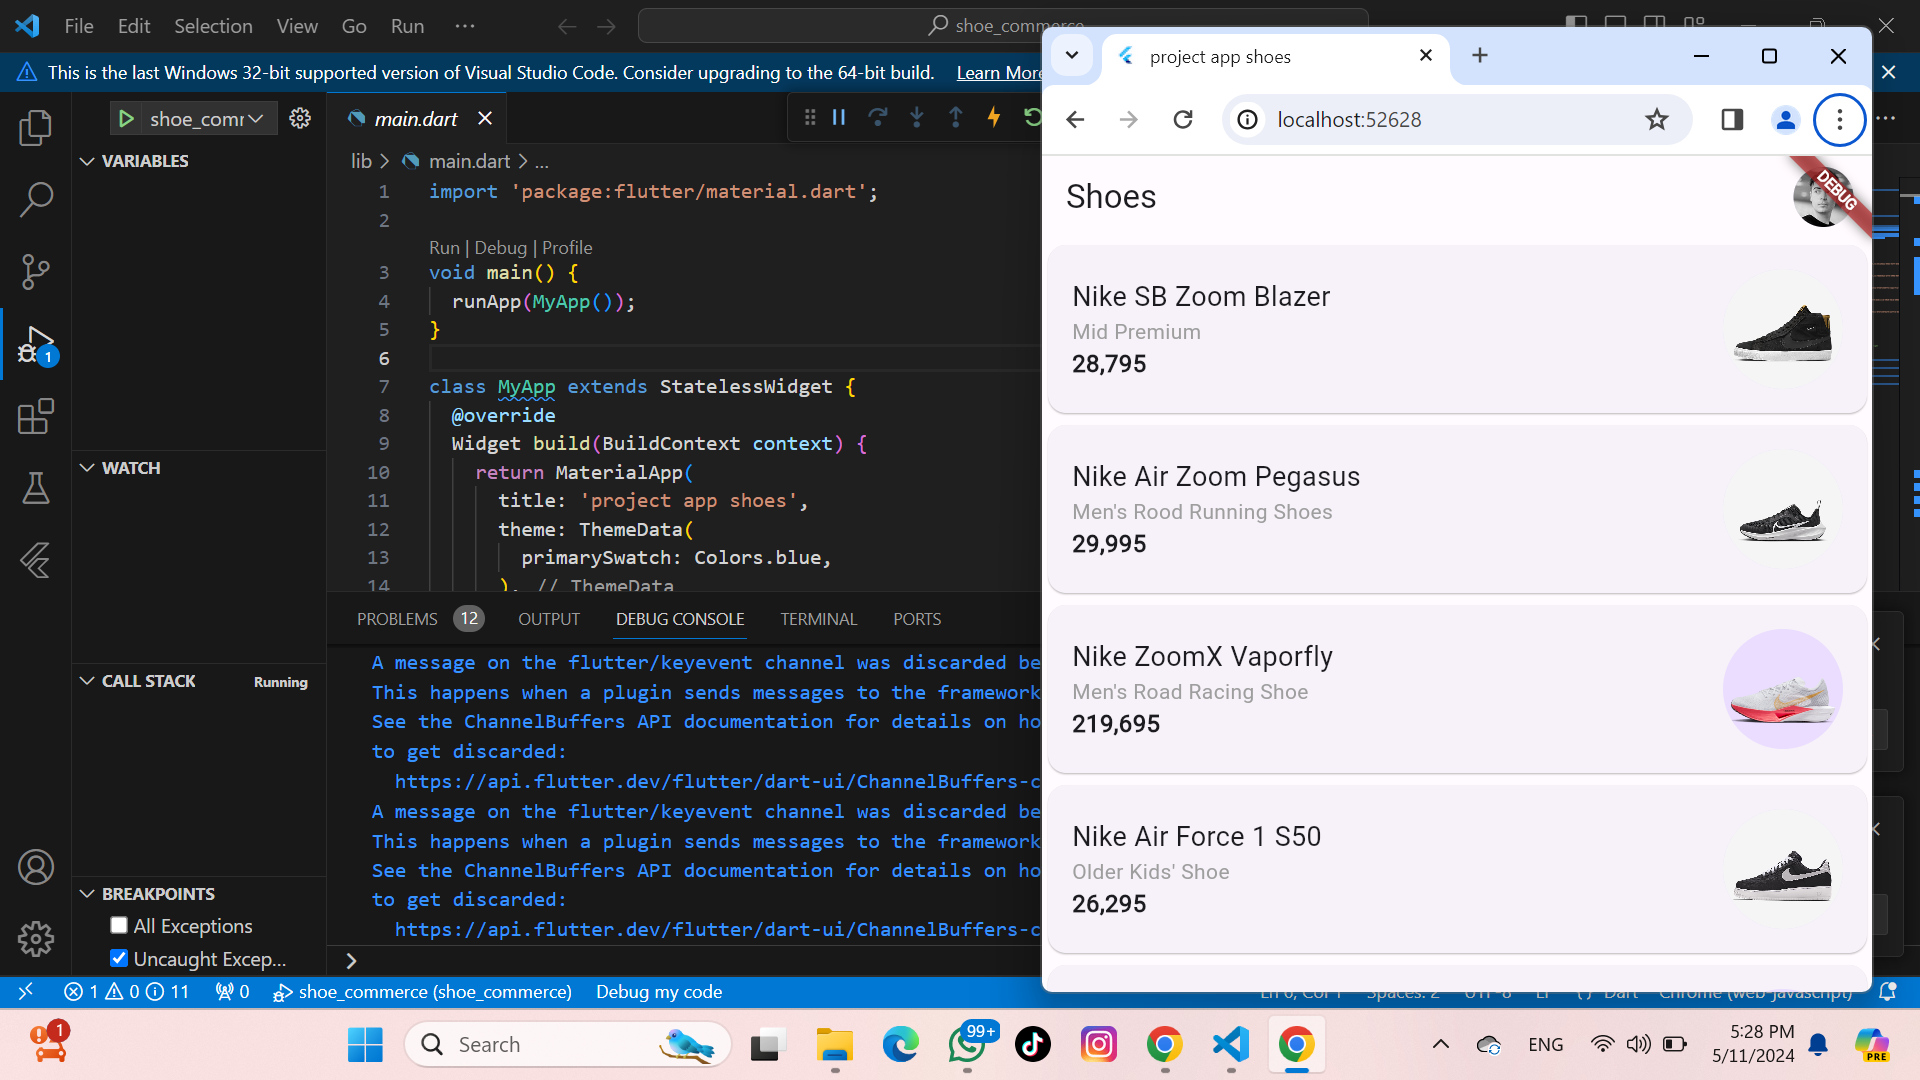 File Edit Selection View Go Run ...
shoe_commerce
This is the last Windows 32-bit supported version of Visual Studio Code. Consider upgrading to the 64-bit build. Learn More
shoe_comr
VARIABLES
WATCH
CALL STACK
Running
BREAKPOINTS
All Exceptions
Uncaught Excep...
1
main.dart
lib > main.dart > ...
1 import 'package:flutter/material.dart';
2
Run | Debug | Profile
3 void main() {
4 runApp(MyApp());
5 }
6
7 class MyApp extends StatelessWidget {
8 @override
9 Widget build(BuildContext context) {
10 return MaterialApp(
11 title: 'project app shoes',
12 theme: ThemeData(
13 primarySwatch: Colors.blue,
14 ), // ThemeData
PROBLEMS 12 OUTPUT DEBUG CONSOLE TERMINAL PORTS
A message on the flutter/keyevent channel was discarded be
This happens when a plugin sends messages to the framework
See the ChannelBuffers API documentation for details on ho
to get discarded:
https://api.flutter.dev/flutter/dart-ui/ChannelBuffers-c
A message on the flutter/keyevent channel was discarded be
This happens when a plugin sends messages to the framework
See the ChannelBuffers API documentation for details on ho
to get discarded:
https://api.flutter.dev/flutter/dart-ui/ChannelBuffers-c
>
project app shoes
localhost:52628
Shoes
DEBUG
Nike SB Zoom Blazer
Mid Premium
28,795
Nike Air Zoom Pegasus
Men's Rood Running Shoes
29,995
Nike ZoomX Vaporfly
Men's Road Racing Shoe
219,695
Nike Air Force 1 S50
Older Kids' Shoe
26,295
1 0 11 0 shoe_commerce (shoe_commerce) Debug my code
Ln 6, Col 1 Spaces: 2 UTF-8 LF {} Dart Chrome (web-javascript)
1
Search
99+
ENG
5:28 PM
5/11/2024
PRE